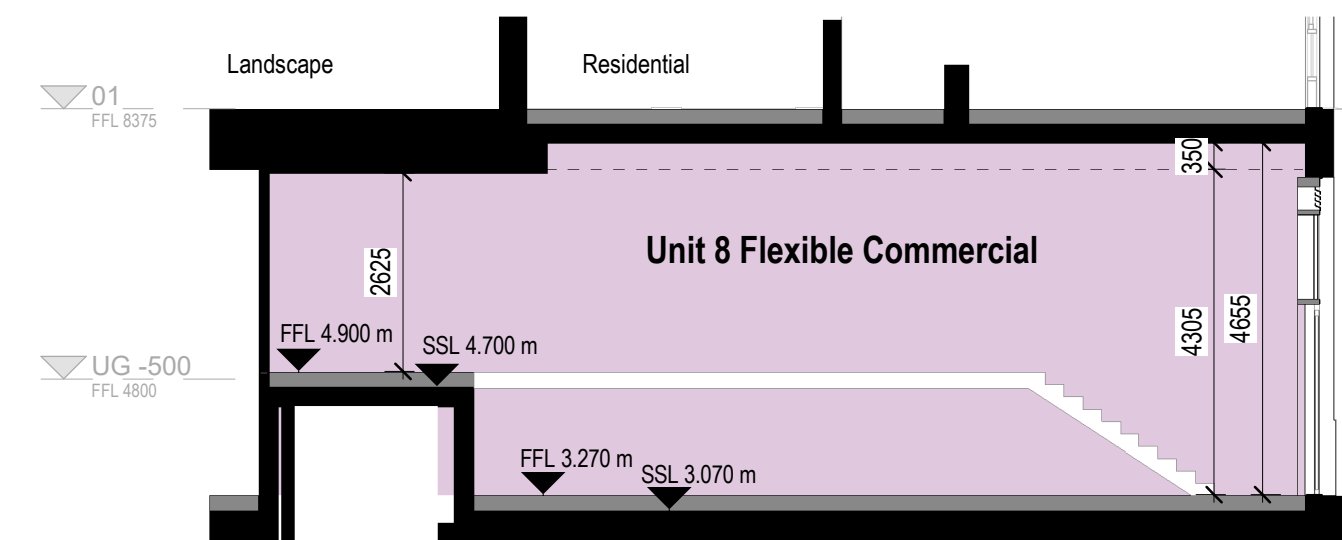 Landscape
Residential
01
FFL 8375
350
Unit 8 Flexible Commercial
2625
4305
4655
FFL 4.900 m
SSL 4.700 m
UG -500
FFL 4800
FFL 3.270 m
SSL 3.070 m